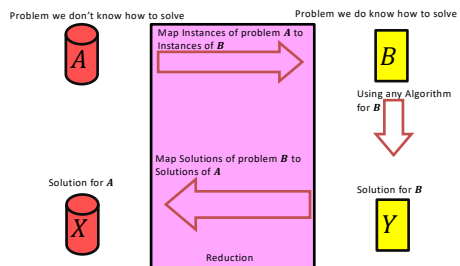 Problem we don't know how to solve
Problem we do know how to solve
Map Instances of problem A to
Instances of B
A
B
Using any Algorithm
for B
Map Solutions of problem B to
Solutions of A
Solution for A
Solution for B
X
Y
Reduction